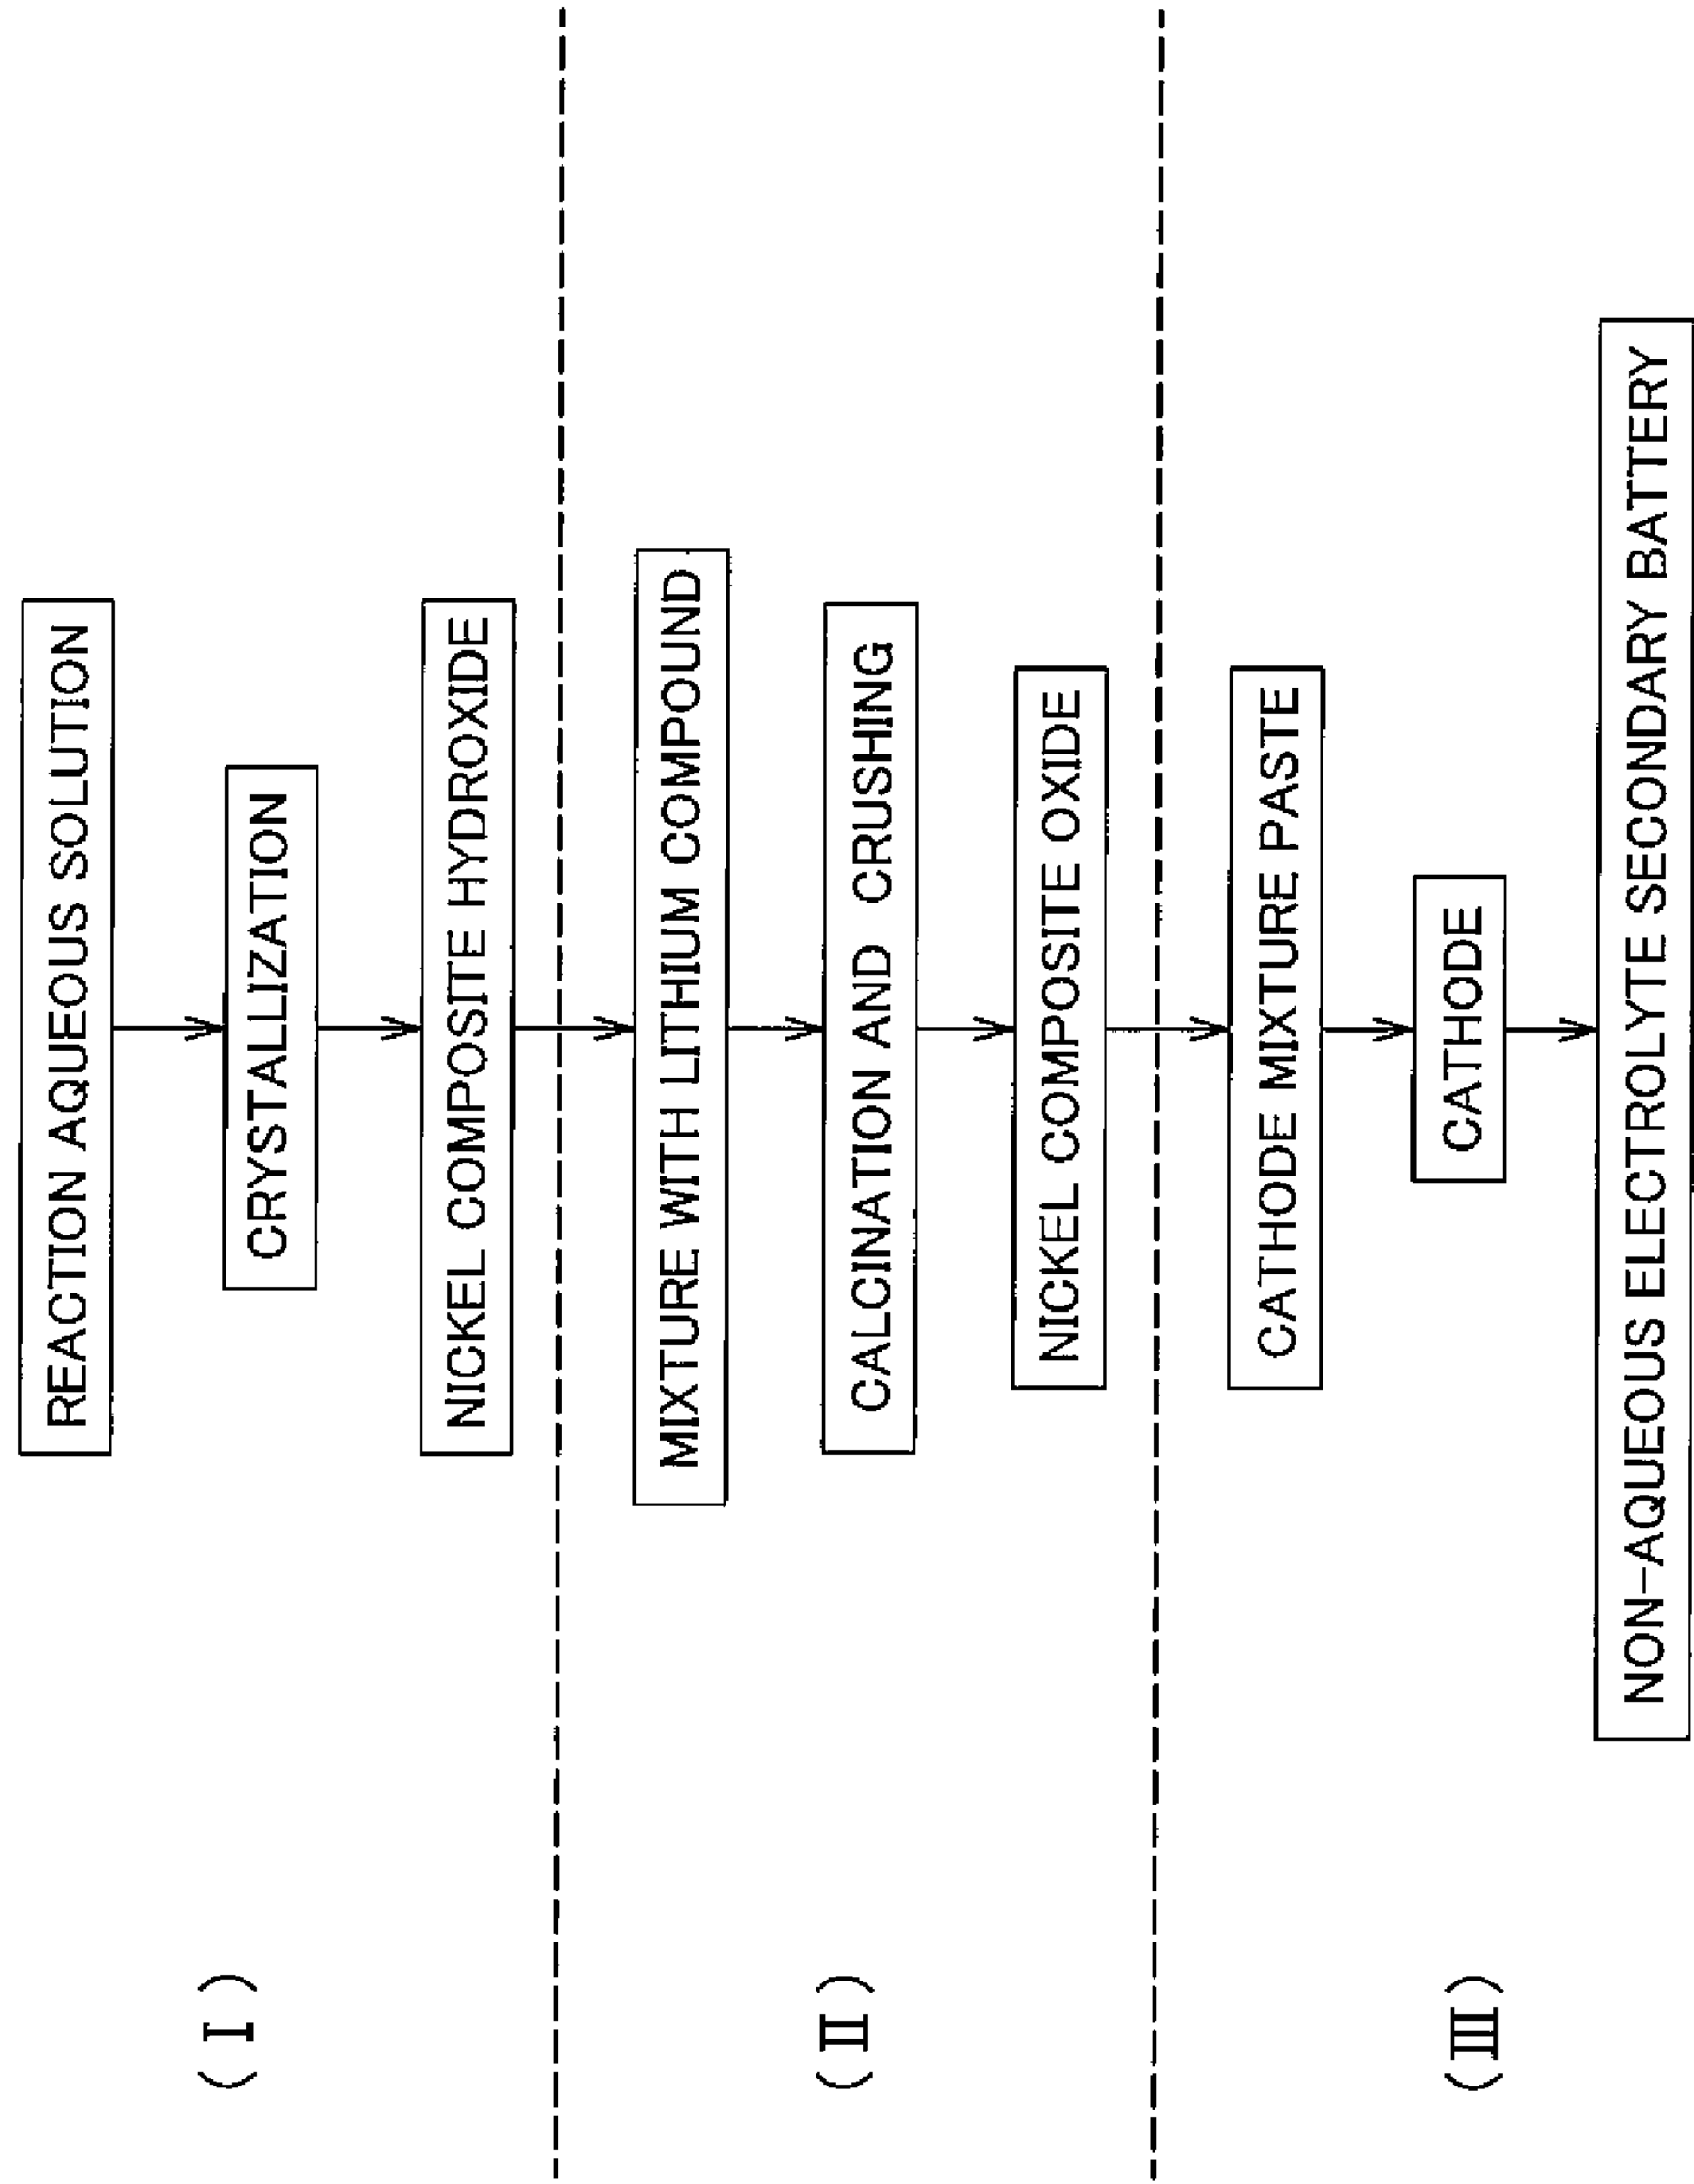 (I)
REACTION AQUEOUS SOLUTION
CRYSTALLIZATION
NICKEL COMPOSITE HYDROXIDE
(II)
MIXTURE WITH LITHIUM COMPOUND
CALCINATION AND CRUSHING
NICKEL COMPOSITE OXIDE
(III)
CATHODE MIXTURE PASTE
CATHODE
NON-AQUEOUS ELECTROLYTE SECONDARY BATTERY